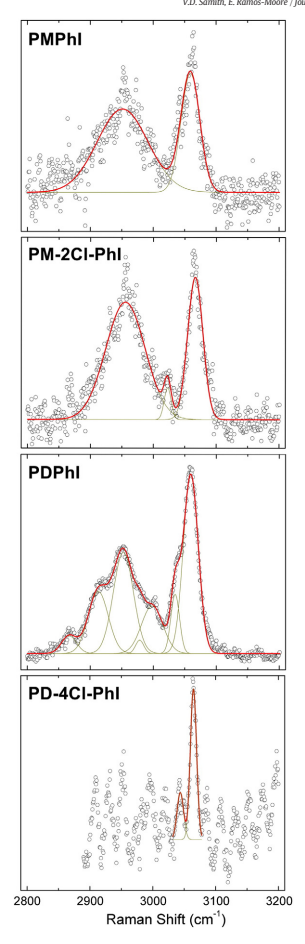 V.D. Samith, E. Ramos-Moore / Jou
PMPhI
PM-2Cl-PhI
PDPhI
PD-4Cl-PhI
2800 2900 3000 3100 3200
Raman Shift (cm⁻¹)